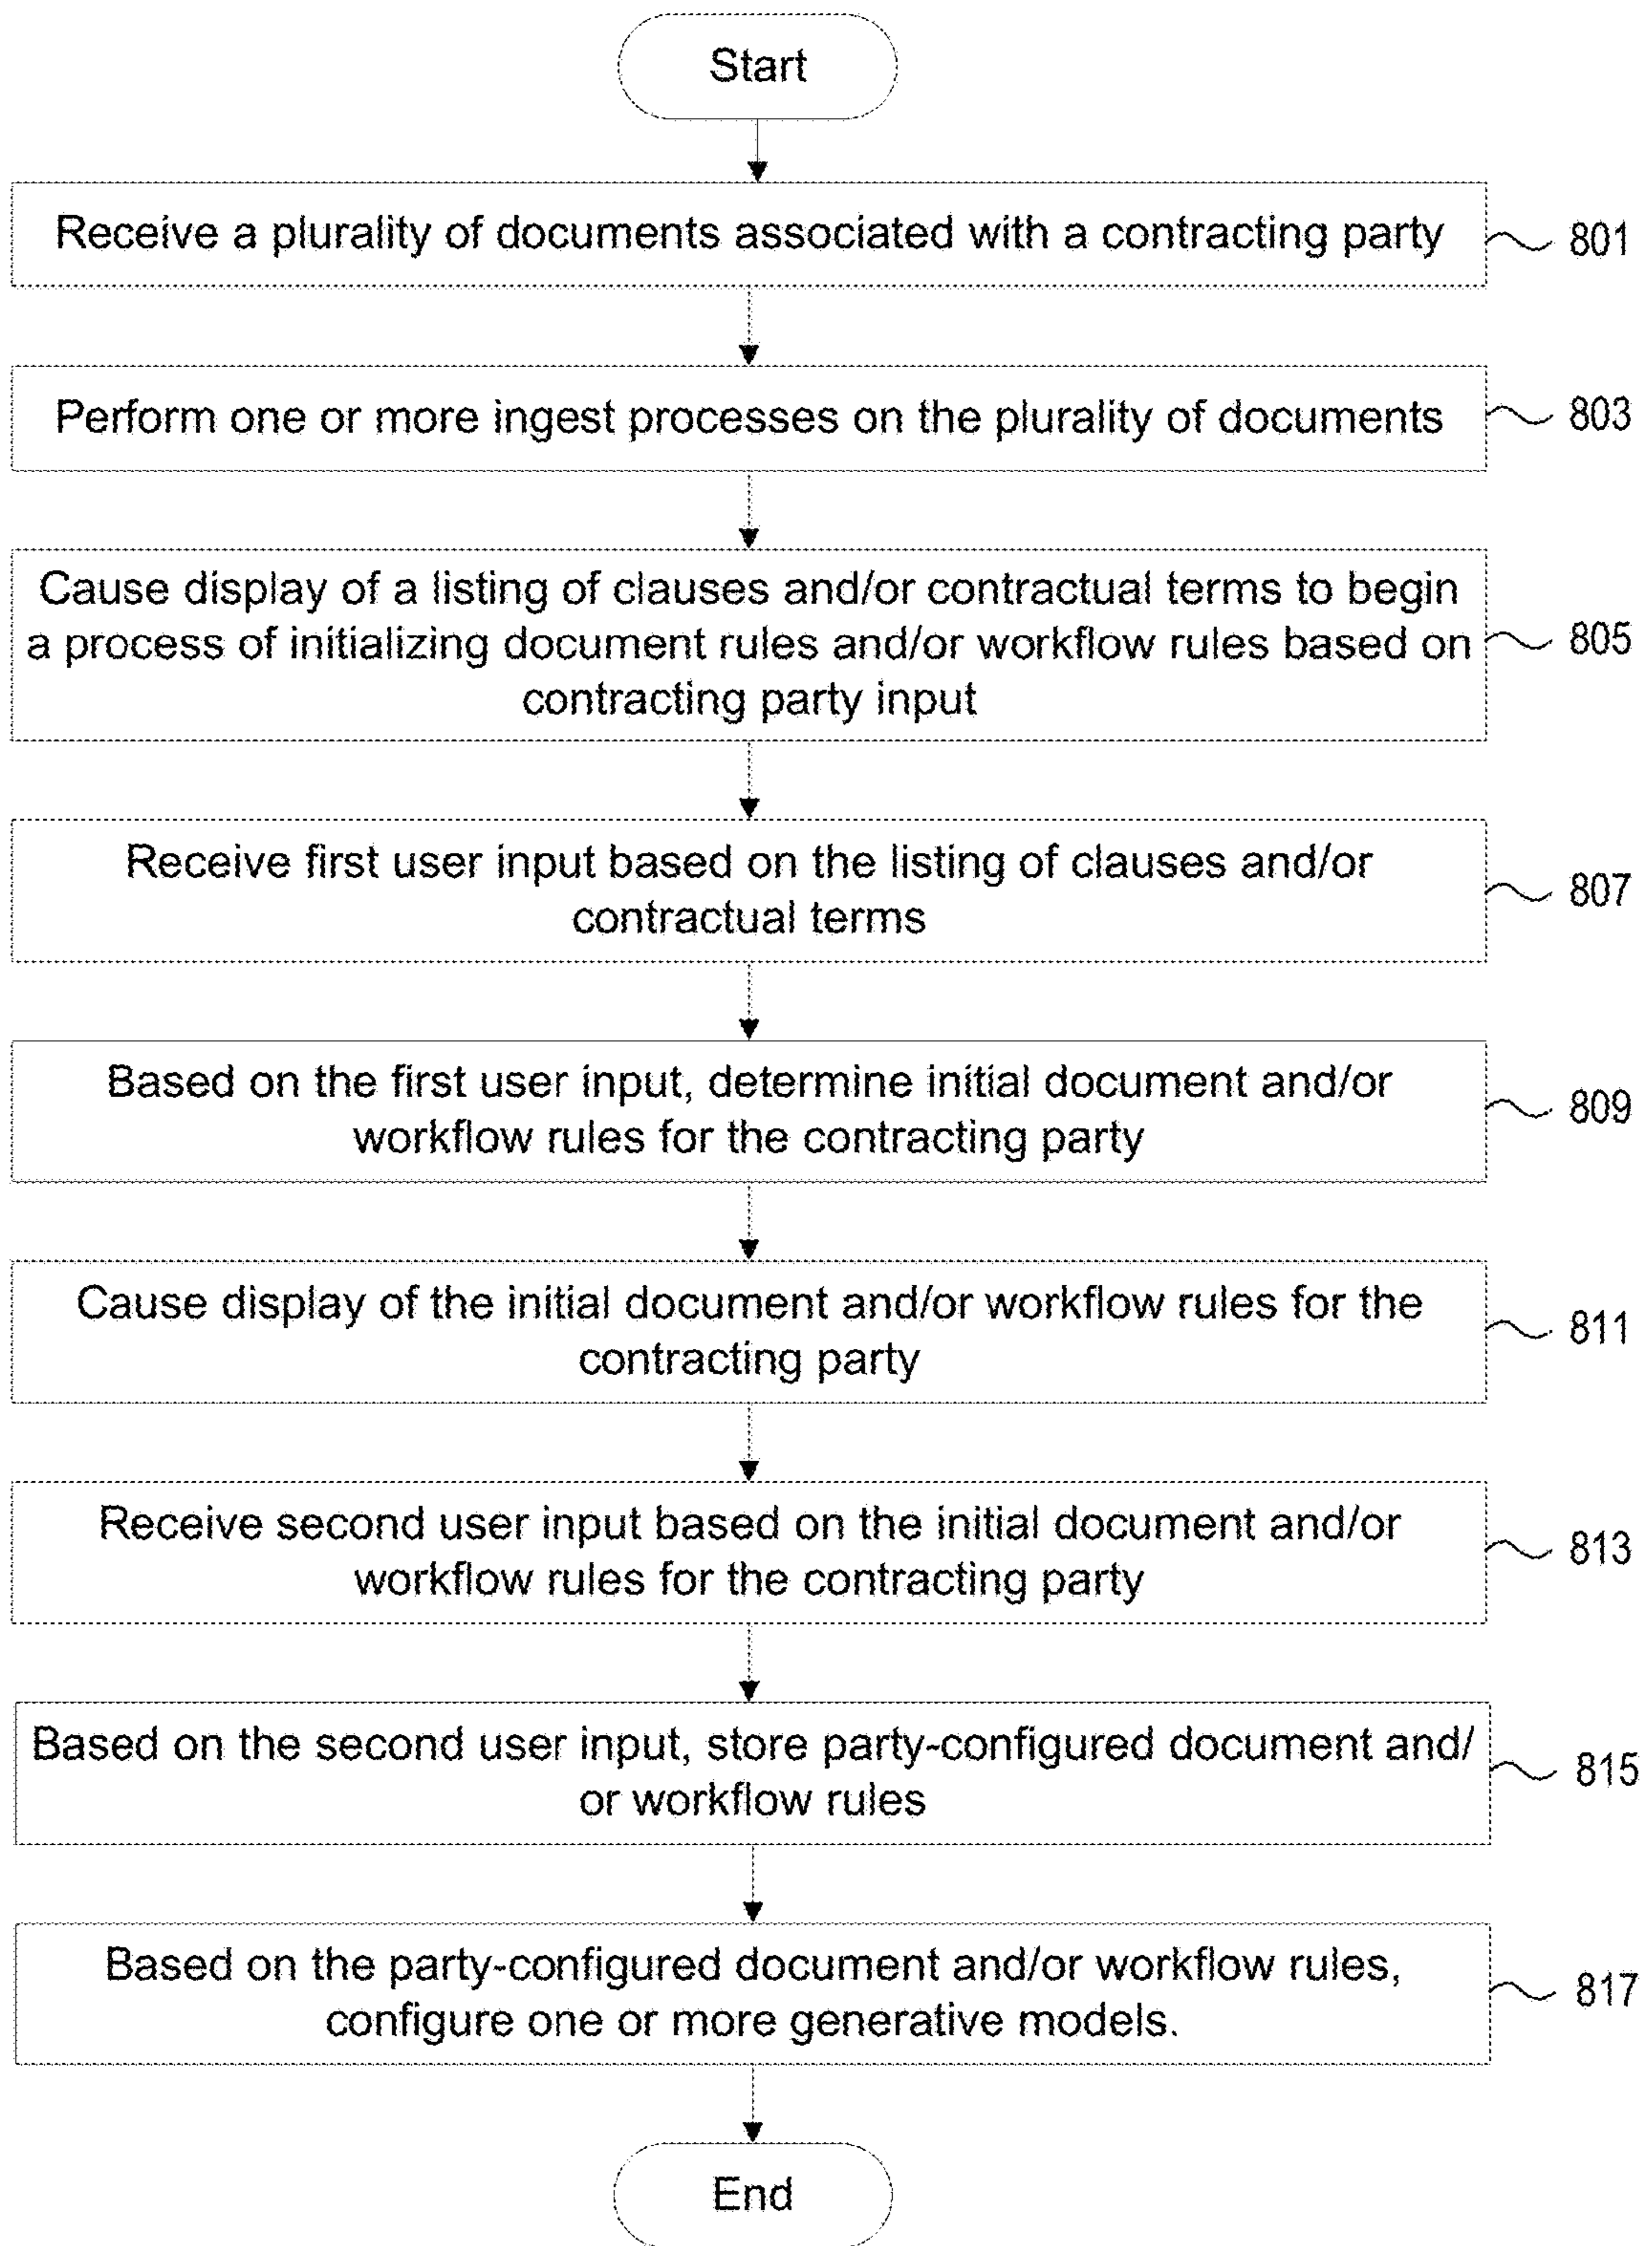 Start
Receive a plurality of documents associated with a contracting party
801
Perform one or more ingest processes on the plurality of documents
803
Cause display of a listing of clauses and/or contractual terms to begin
a process of initializing document rules and/or workflow rules based on
contracting party input
805
Receive first user input based on the listing of clauses and/or
contractual terms
807
Based on the first user input, determine initial document and/or
workflow rules for the contracting party
809
Cause display of the initial document and/or workflow rules for the
contracting party
811
Receive second user input based on the initial document and/or
workflow rules for the contracting party
813
Based on the second user input, store party-configured document and/
or workflow rules
815
Based on the party-configured document and/or workflow rules,
configure one or more generative models.
817
End